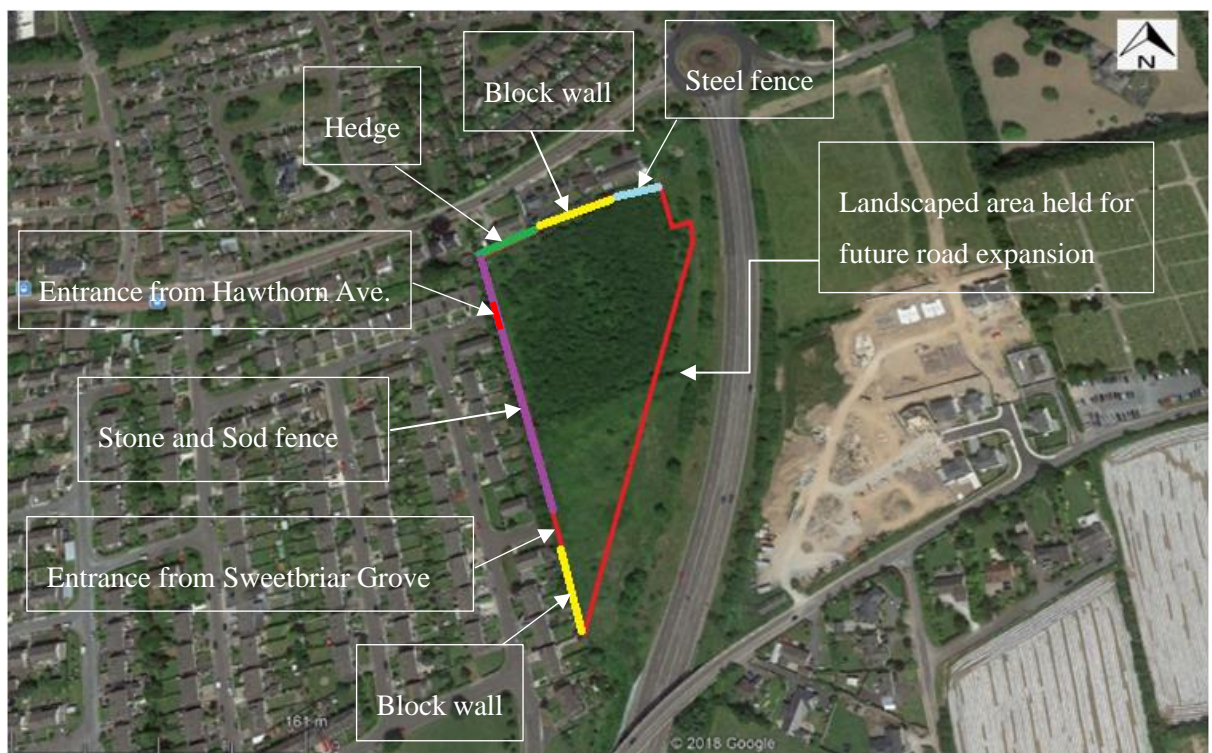 Block wall
Steel fence
Hedge
N
Landscaped area held for
future road expansion
Entrance from Hawthorn Ave.
Stone and Sod fence
Entrance from Sweetbriar Grove
Block wall
161 m
© 2018 Google